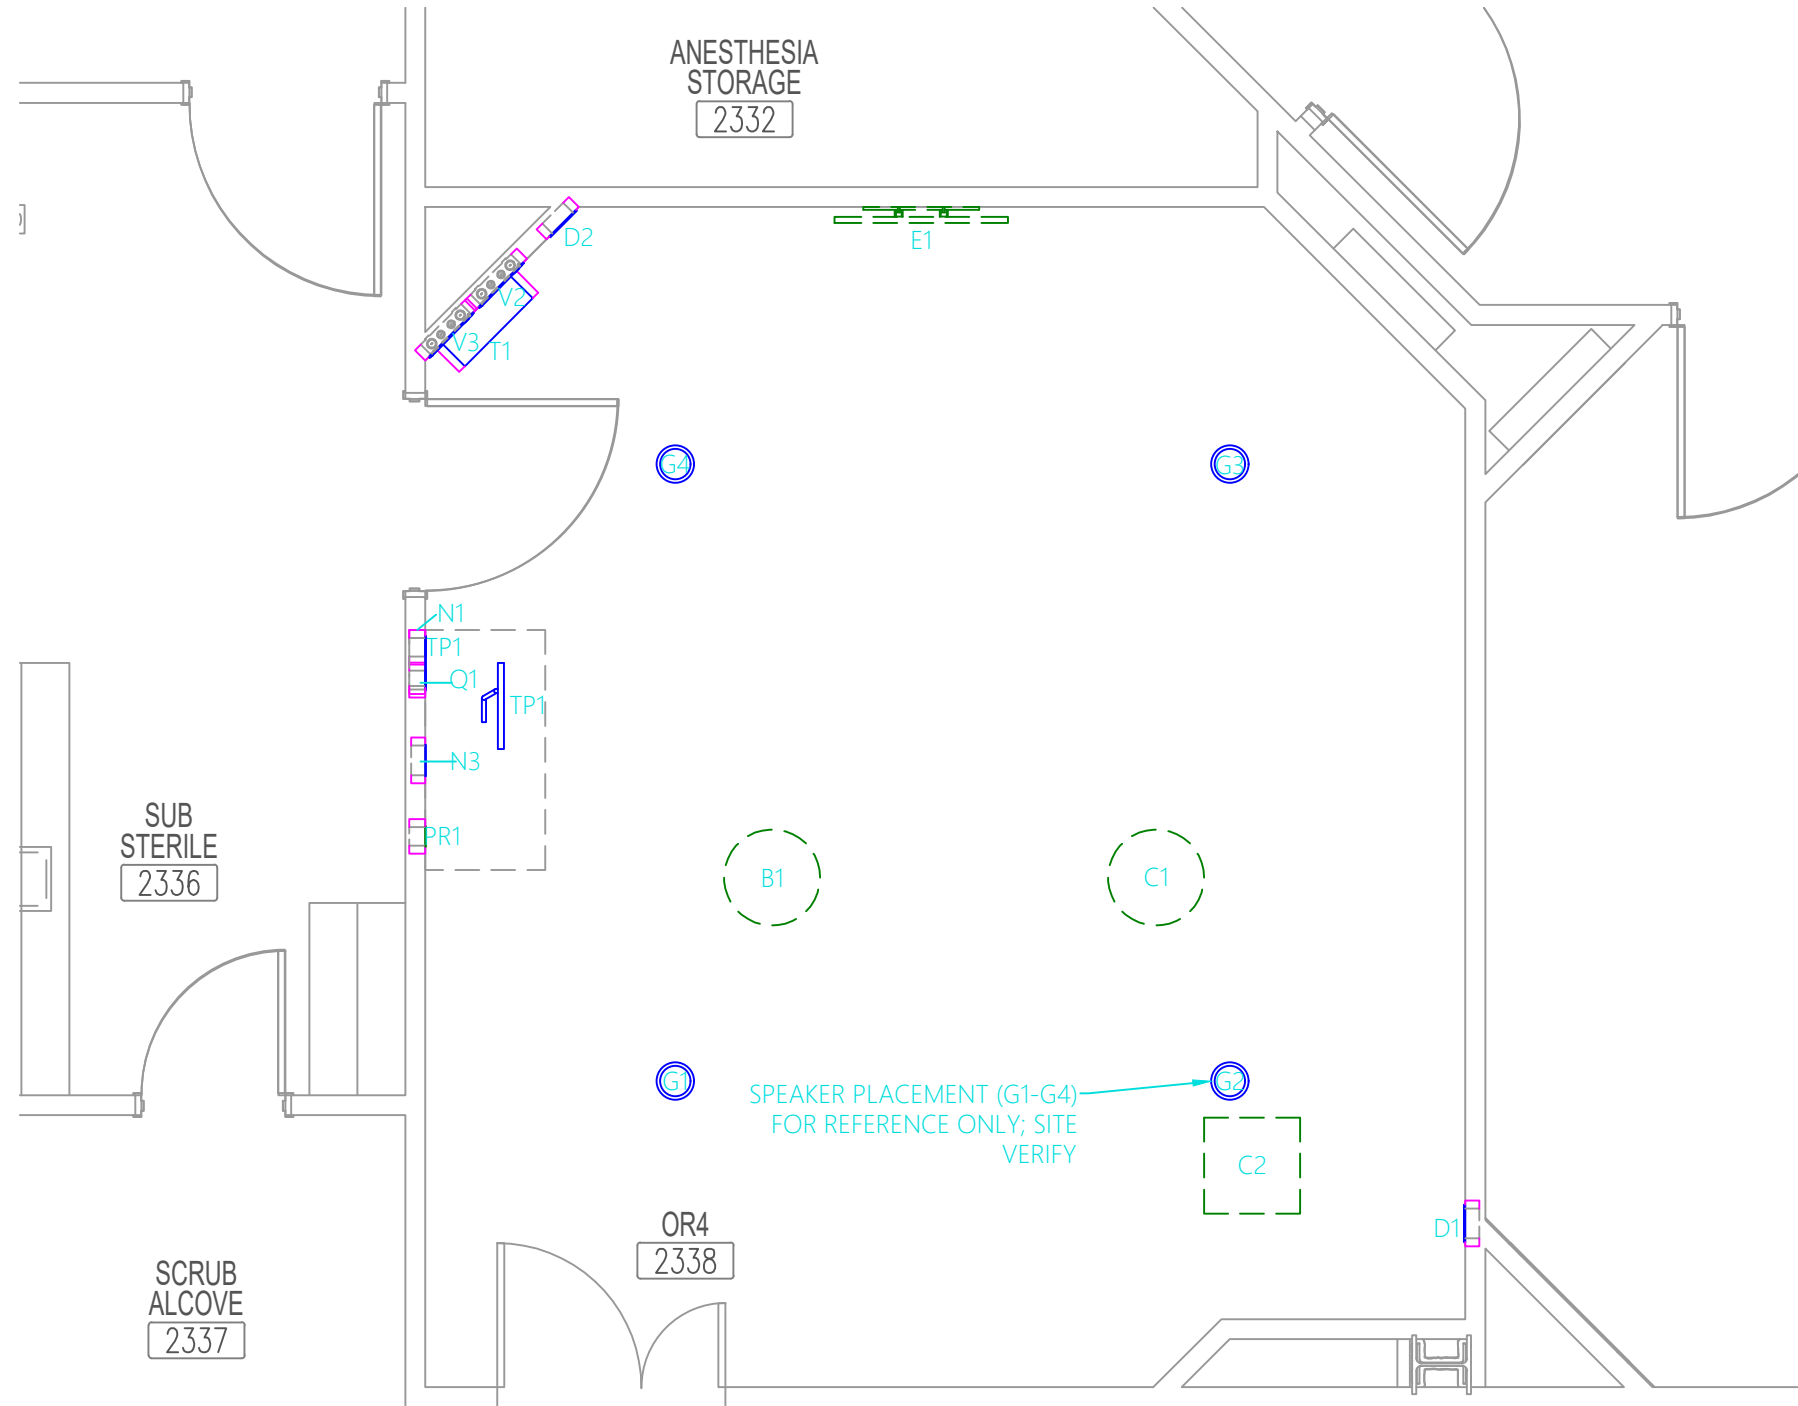 ANESTHESIA
STORAGE
2332
D2
E1
V2
V3
T1
G4
G3
N1
TP1
Q1
TP1
N3
PR1
SUB
STERILE
2336
B1
C1
G1
SPEAKER PLACEMENT (G1-G4)
FOR REFERENCE ONLY; SITE
VERIFY
G2
C2
D1
OR4
2338
SCRUB
ALCOVE
2337